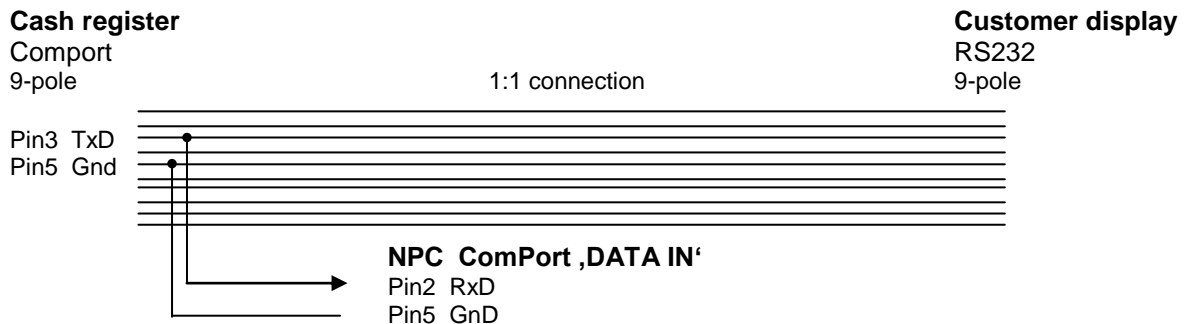 Cash register Customer display
Comport RS232
9-pole 1:1 connection 9-pole
Pin3 TxD
Pin5 Gnd
NPC ComPort ‚DATA IN‘
Pin2 RxD
Pin5 GnD